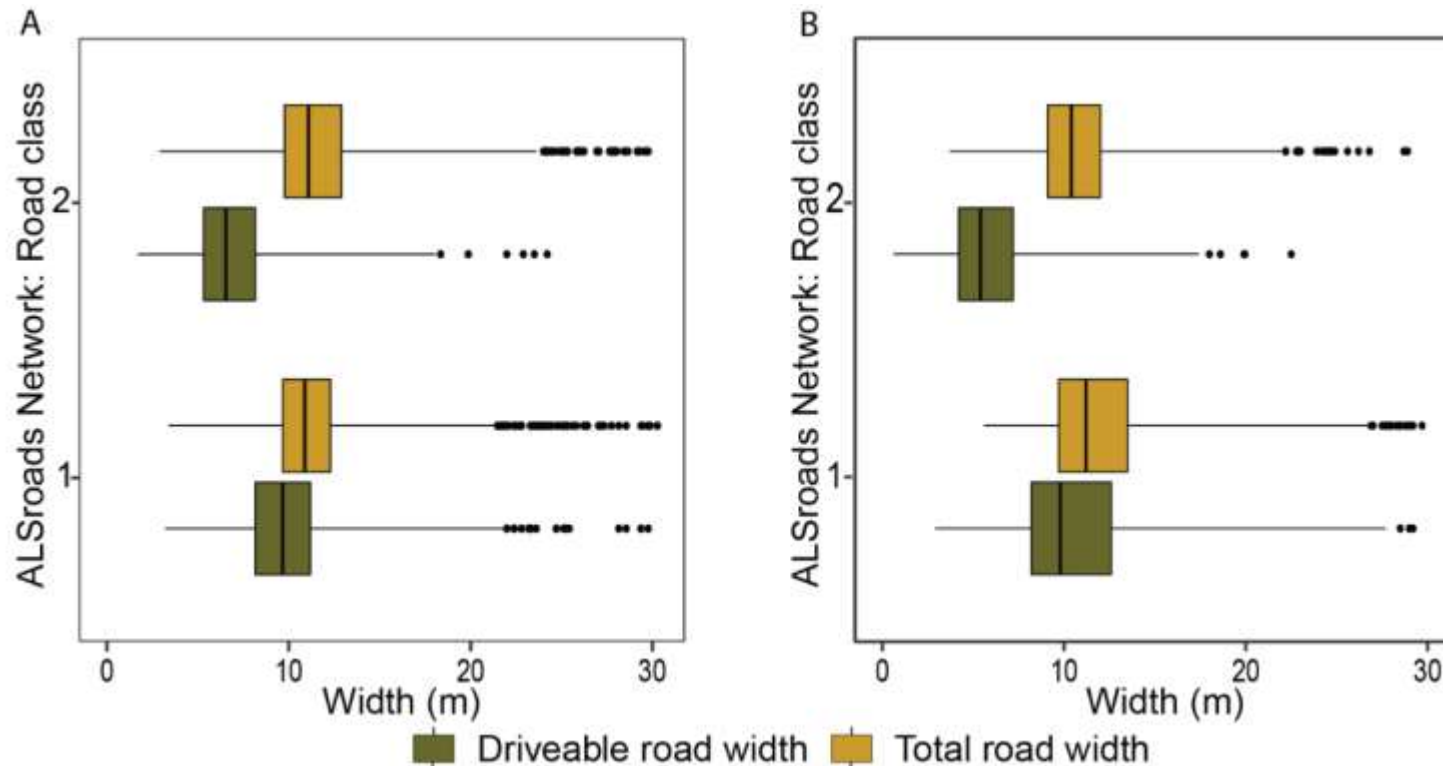 A
ALSroads Network: Road class
2
1
0 10 20 30
Width (m)
B
ALSroads Network: Road class
2
1
0 10 20 30
Width (m)
Driveable road width Total road width